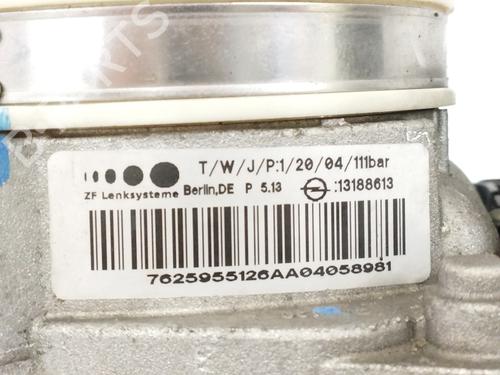 T/W/J/P:1/20/04/111bar
ZF Lenksysteme Berlin,DE P 5.13 :13188613
7625955126AA04058981